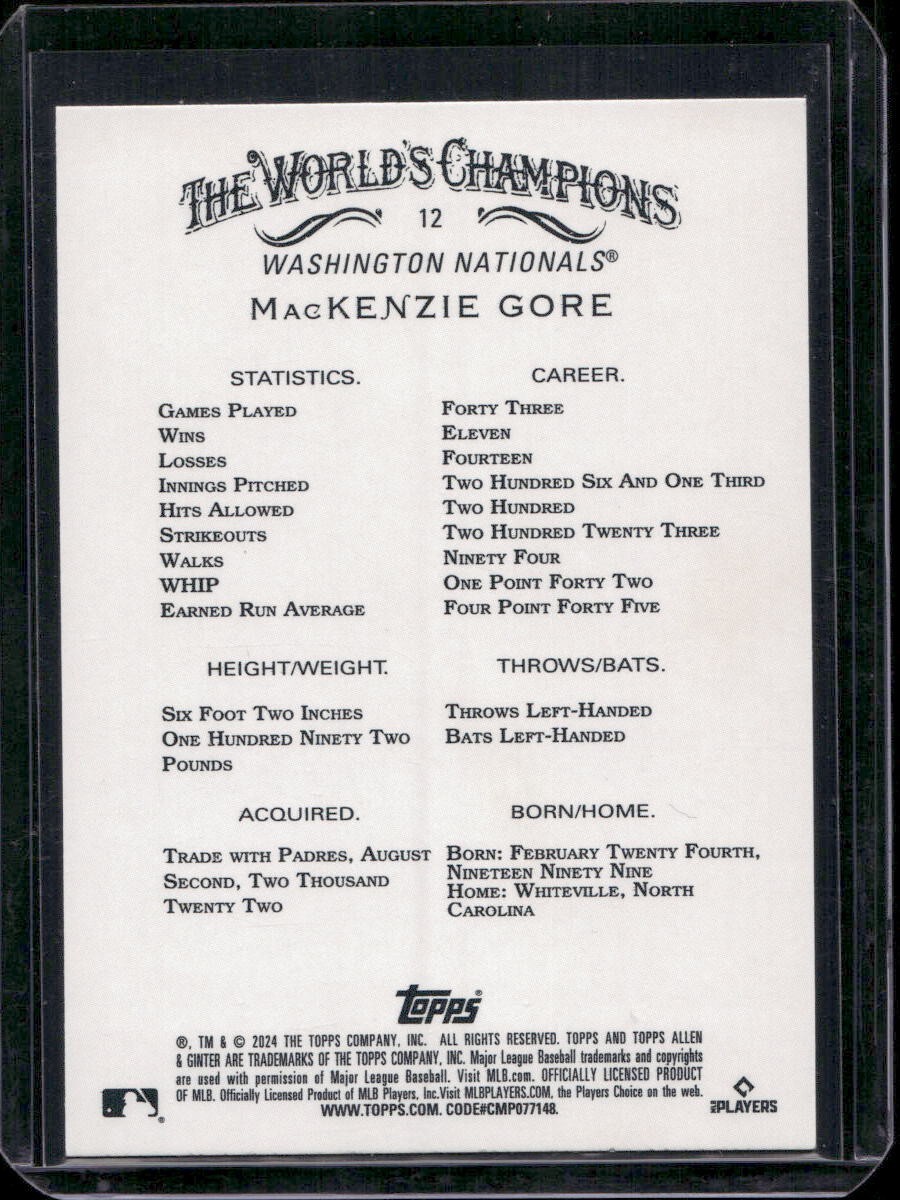 THE WORLD'S CHAMPIONS
12
WASHINGTON NATIONALS®
MacKENZIE GORE
STATISTICS. CAREER.
GAMES PLAYED FORTY THREE
WINS ELEVEN
LOSSES FOURTEEN
INNINGS PITCHED TWO HUNDRED SIX AND ONE THIRD
HITS ALLOWED TWO HUNDRED
STRIKEOUTS TWO HUNDRED TWENTY THREE
WALKS NINETY FOUR
WHIP ONE POINT FORTY TWO
EARNED RUN AVERAGE FOUR POINT FORTY FIVE
HEIGHT/WEIGHT.
SIX FOOT TWO INCHES
ONE HUNDRED NINETY TWO
POUNDS
THROWS/BATS.
THROWS LEFT-HANDED
BATS LEFT-HANDED
ACQUIRED.
TRADE WITH PADRES, AUGUST
SECOND, TWO THOUSAND
TWENTY TWO
BORN/HOME.
BORN: FEBRUARY TWENTY FOURTH,
NINETEEN NINETY NINE
HOME: WHITEVILLE, NORTH
CAROLINA
topps®
®, TM & © 2024 THE TOPPS COMPANY, INC. ALL RIGHTS RESERVED. TOPPS AND TOPPS ALLEN
& GINTER ARE TRADEMARKS OF THE TOPPS COMPANY, INC. Major League Baseball trademarks and copyrights
are used with permission of Major League Baseball. Visit MLB.com. OFFICIALLY LICENSED PRODUCT
OF MLB. Officially Licensed Product of MLB Players, Inc.Visit MLBPLAYERS.COM, the Players Choice on the web.
WWW.TOPPS.COM. CODE#CMP077148.
®
MLB PLAYERS